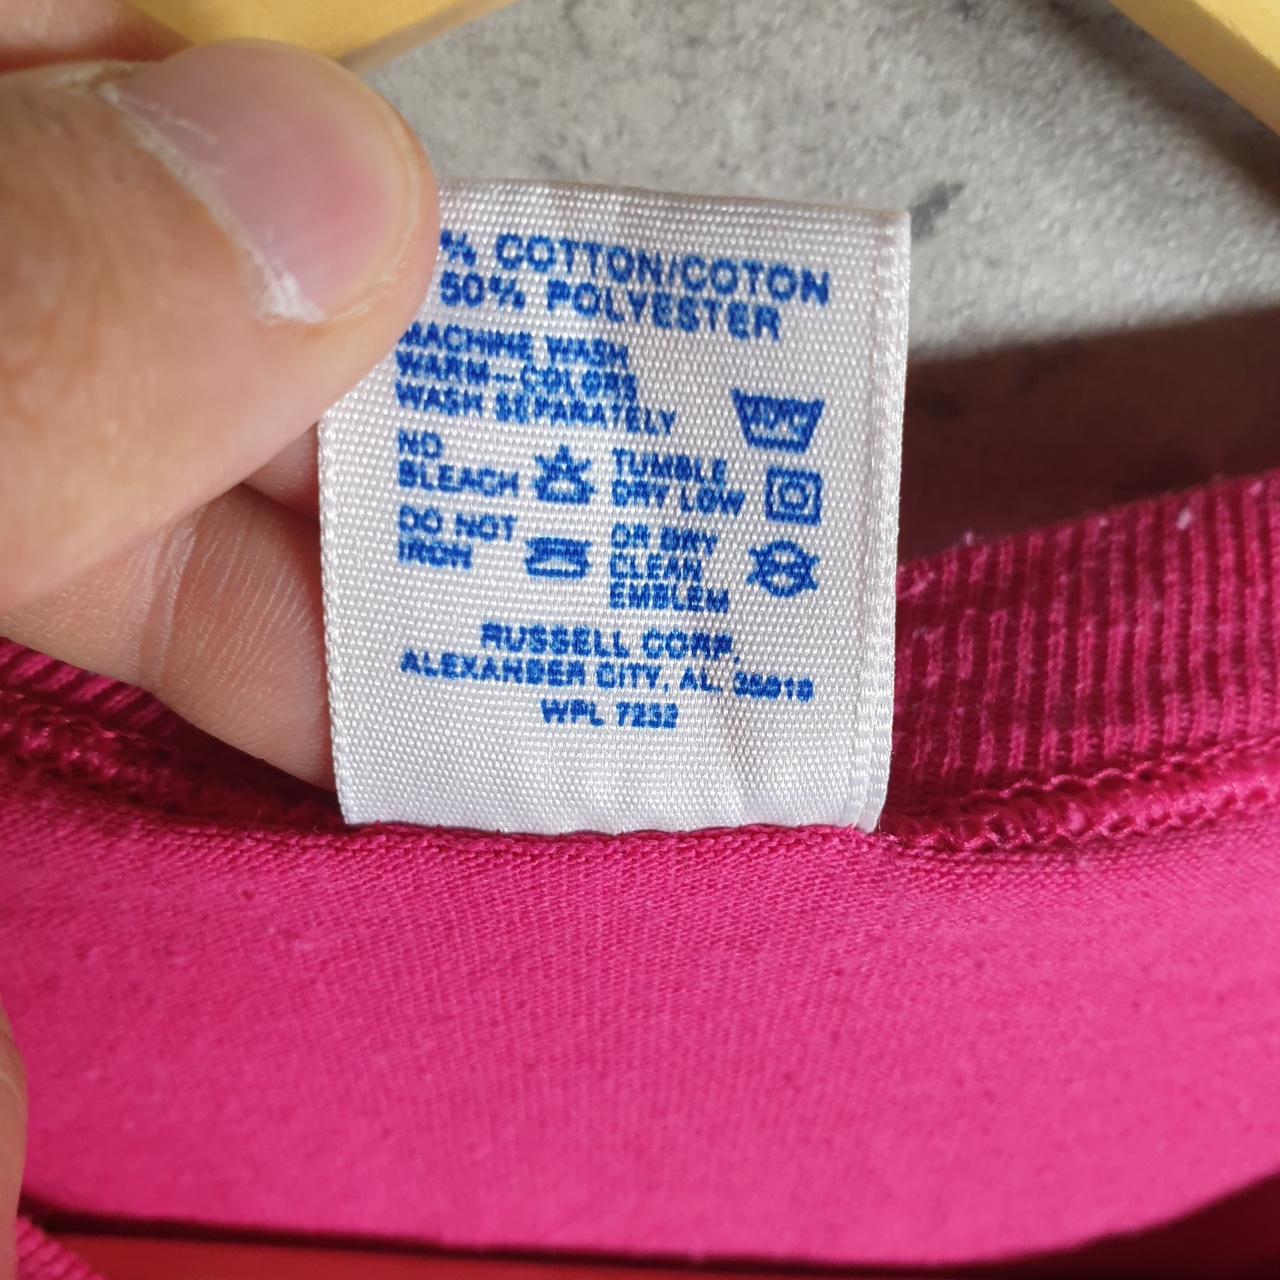 % COTTON/COTON
50% POLYESTER
MACHINE WASH
WARM—COLORS
WASH SEPARATELY
WARM
NO
BLEACH
TUMBLE
DRY LOW
DO NOT
IRON
OR DRY
CLEAN
EMBLEM
RUSSELL CORP.
ALEXANDER CITY, AL. 35010
WPL 7232